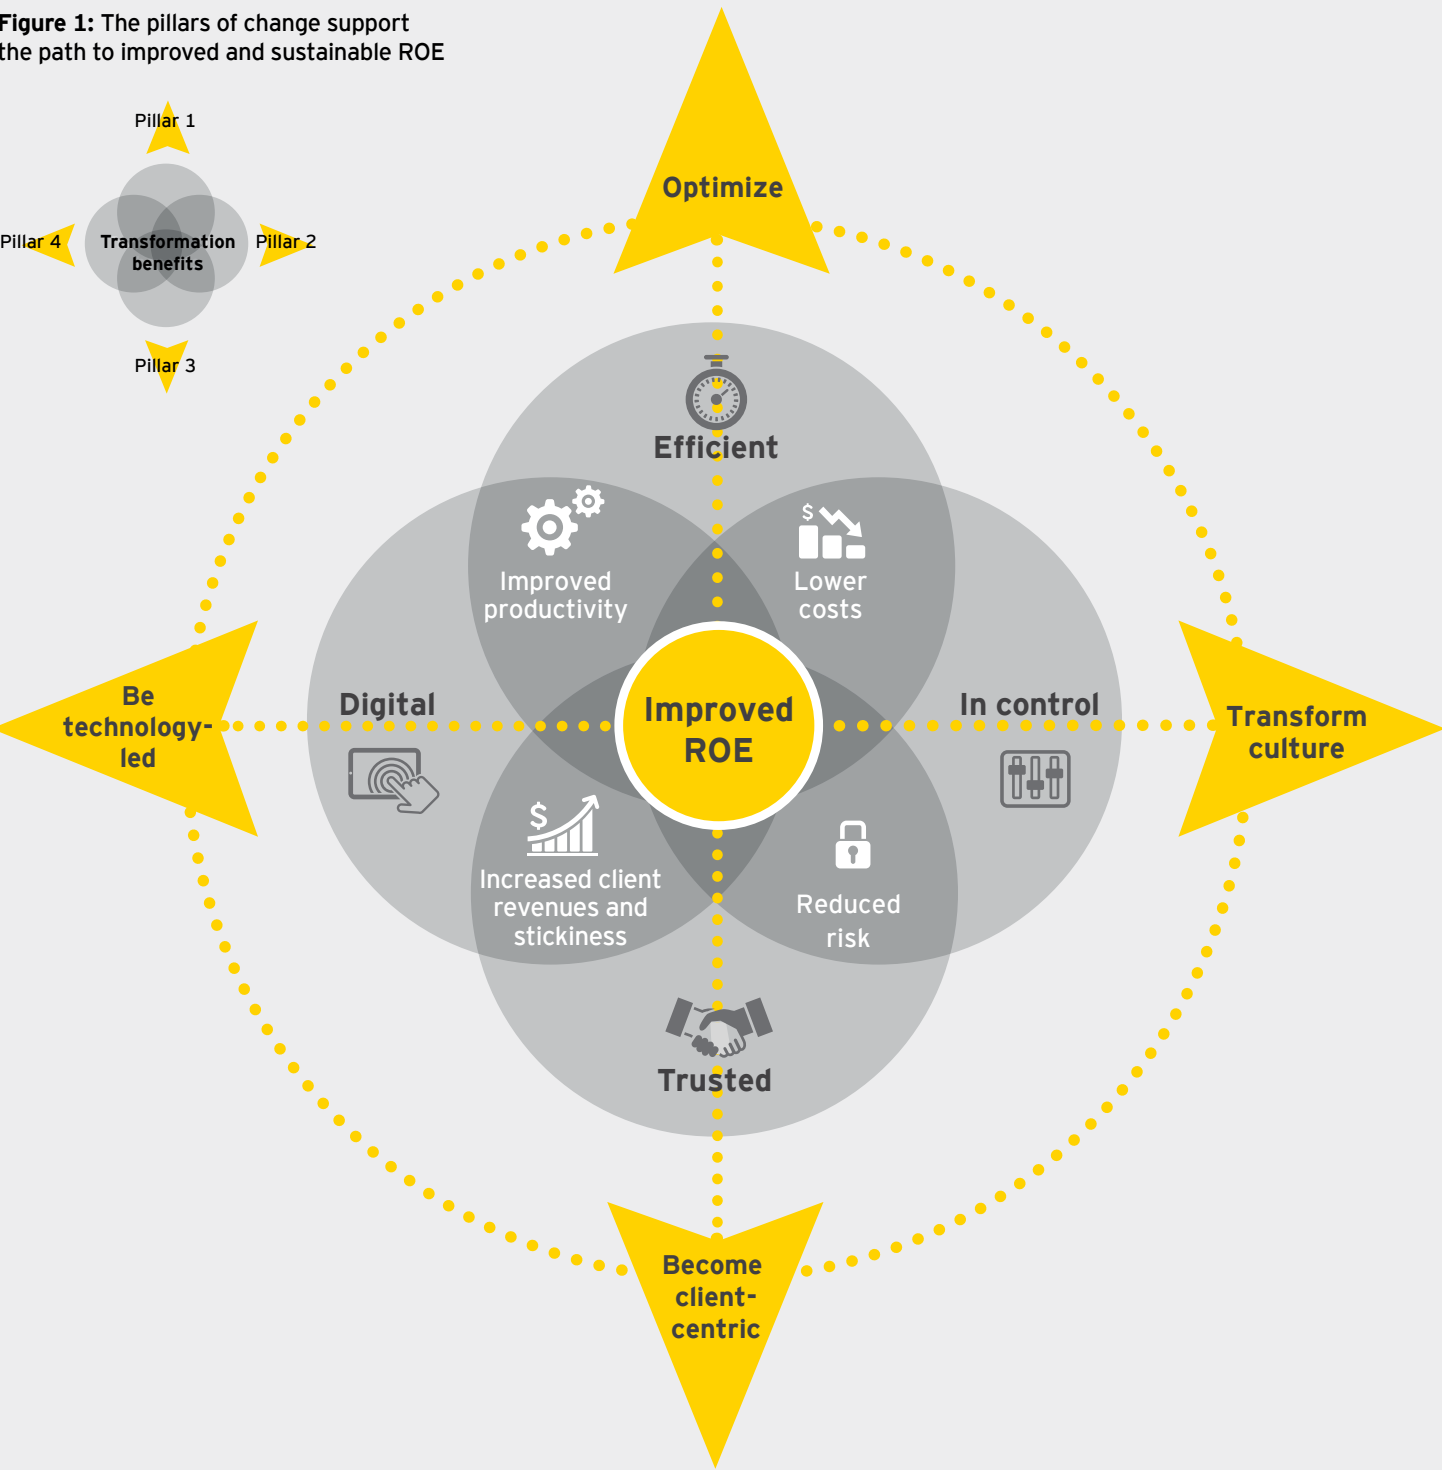 Figure 1: The pillars of change support
the path to improved and sustainable ROE
Pillar 1
Pillar 4
Transformation
benefits
Pillar 2
Pillar 3
Optimize
Efficient
$
Improved
productivity
Lower
costs
Digital
In control
Be
technology-
led
Improved
ROE
Transform
culture
$
Increased client
revenues and
stickiness
Reduced
risk
Trusted
Become
client-
centric